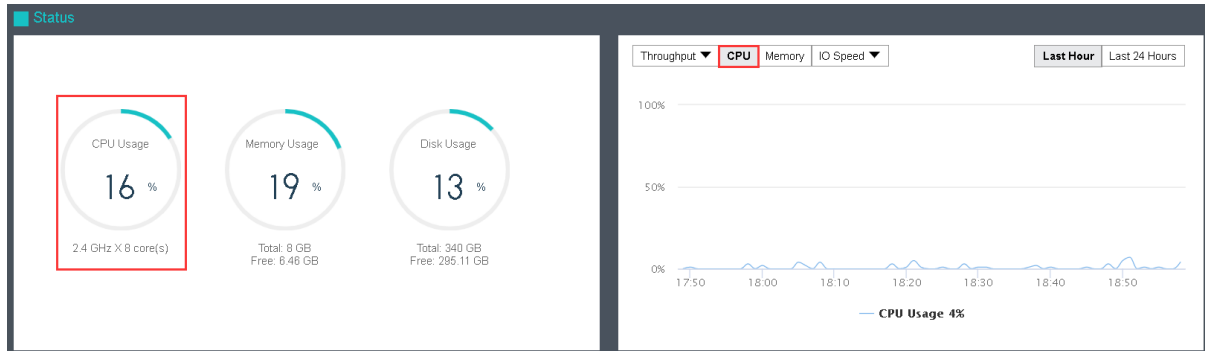 Status
CPU Usage
16 %
2.4 GHz X 8 core(s)
Memory Usage
19 %
Total: 8 GB
Free: 6.46 GB
Disk Usage
13 %
Total: 340 GB
Free: 295.11 GB
Throughput ▼ CPU Memory IO Speed ▼ Last Hour Last 24 Hours
100%
50%
0%
17:50 18:00 18:10 18:20 18:30 18:40 18:50
CPU Usage 4%